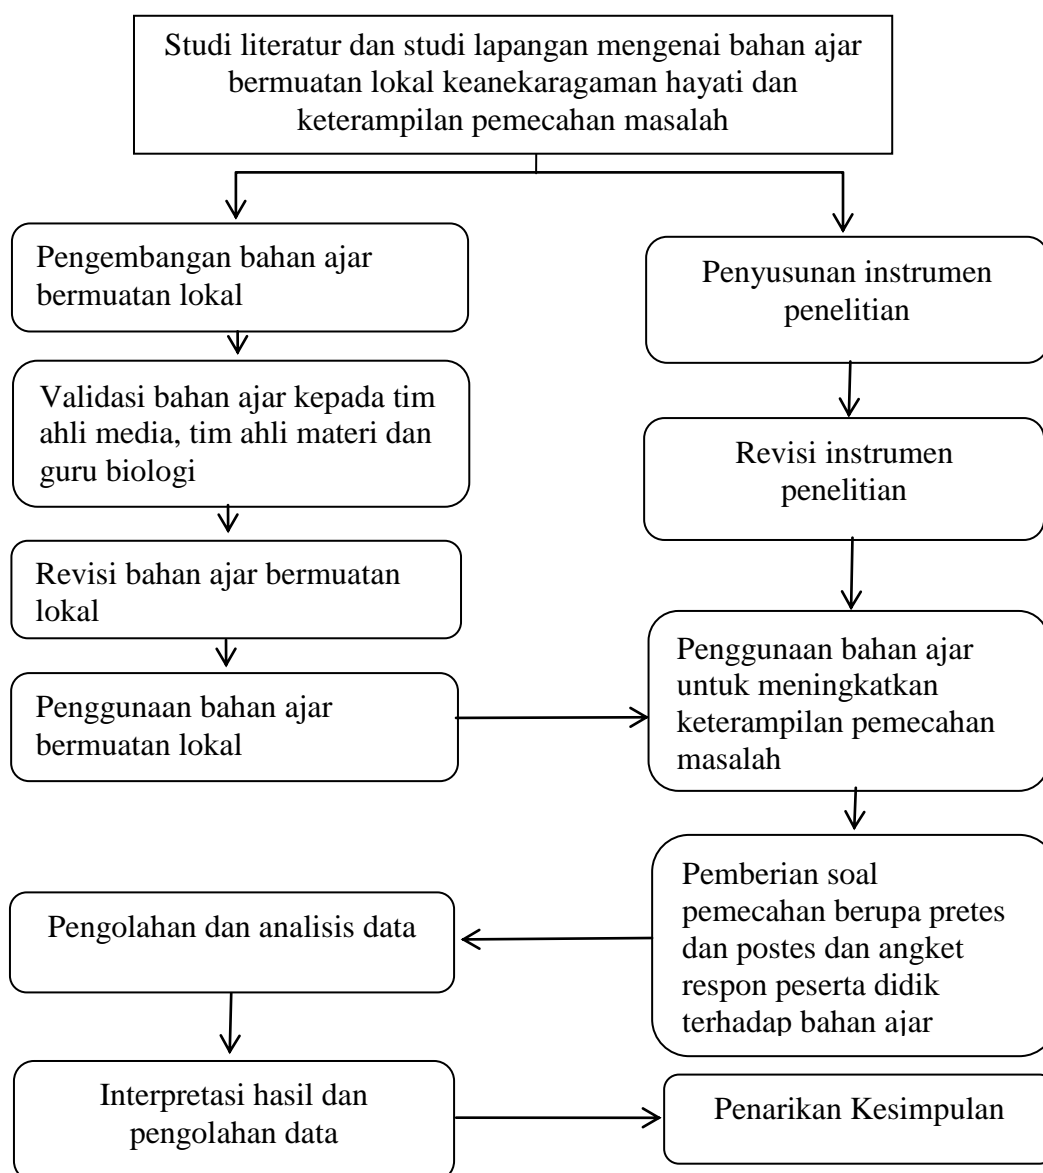 Studi literatur dan studi lapangan mengenai bahan ajar
bermuatan lokal keanekaragaman hayati dan
keterampilan pemecahan masalah
Pengembangan bahan ajar
bermuatan lokal
Penyusunan instrumen
penelitian
Validasi bahan ajar kepada tim
ahli media, tim ahli materi dan
guru biologi
Revisi instrumen
penelitian
Revisi bahan ajar bermuatan
lokal
Penggunaan bahan ajar
bermuatan lokal
Penggunaan bahan ajar
untuk meningkatkan
keterampilan pemecahan
masalah
Pemberian soal
pemecahan berupa pretes
dan postes dan angket
respon peserta didik
terhadap bahan ajar
Pengolahan dan analisis data
Interpretasi hasil dan
pengolahan data
Penarikan Kesimpulan